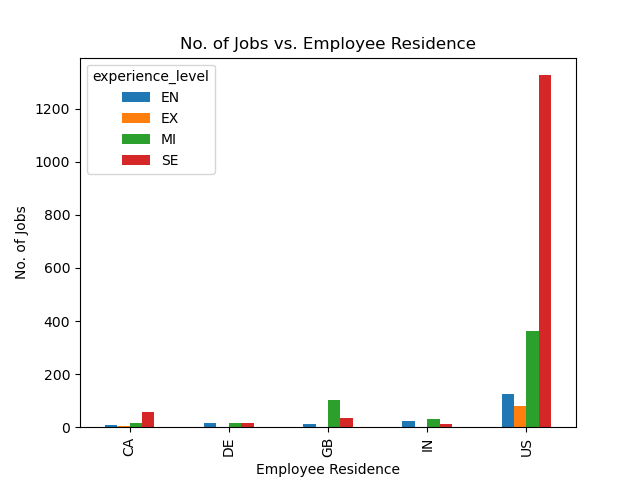 No. of Jobs vs. Employee Residence
experience_level
EN
EX
MI
SE
1200
1000
800
600
400
200
0
No. of Jobs
CA
DE
GB
IN
US
Employee Residence